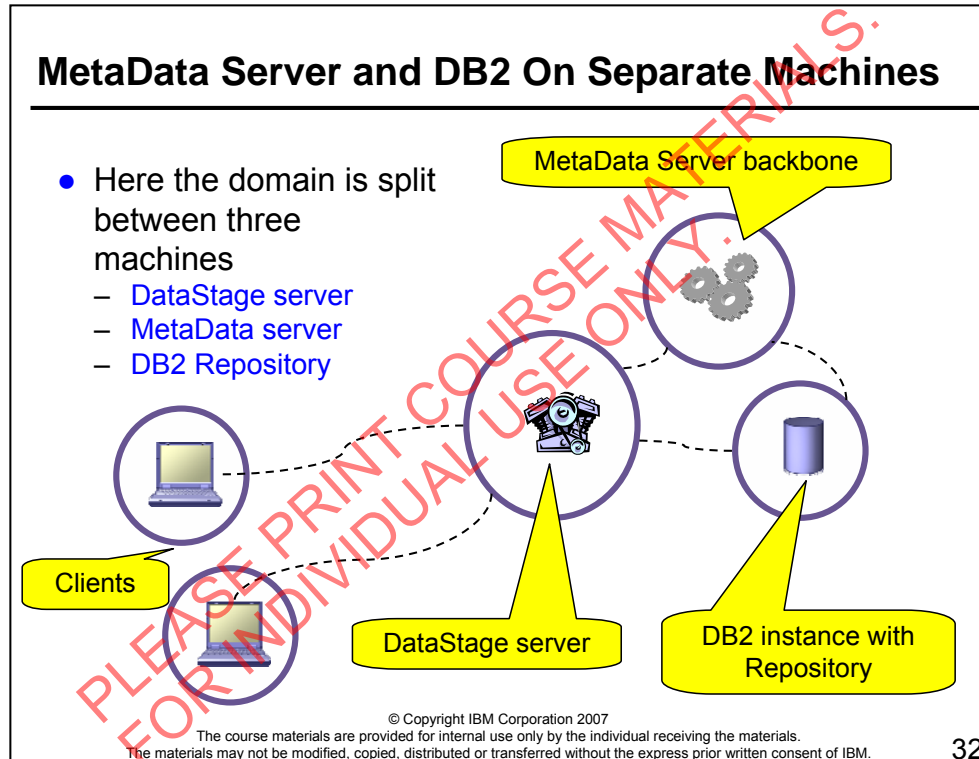 MetaData Server and DB2 On Separate Machines
● Here the domain is split
between three
machines
– DataStage server
– MetaData server
– DB2 Repository
MetaData Server backbone
Clients
DataStage server
DB2 instance with
Repository
PLEASE PRINT COURSE MATERIALS.
FOR INDIVIDUAL USE ONLY.
© Copyright IBM Corporation 2007
The course materials are provided for internal use only by the individual receiving the materials.
The materials may not be modified, copied, distributed or transferred without the express prior written consent of IBM.
32